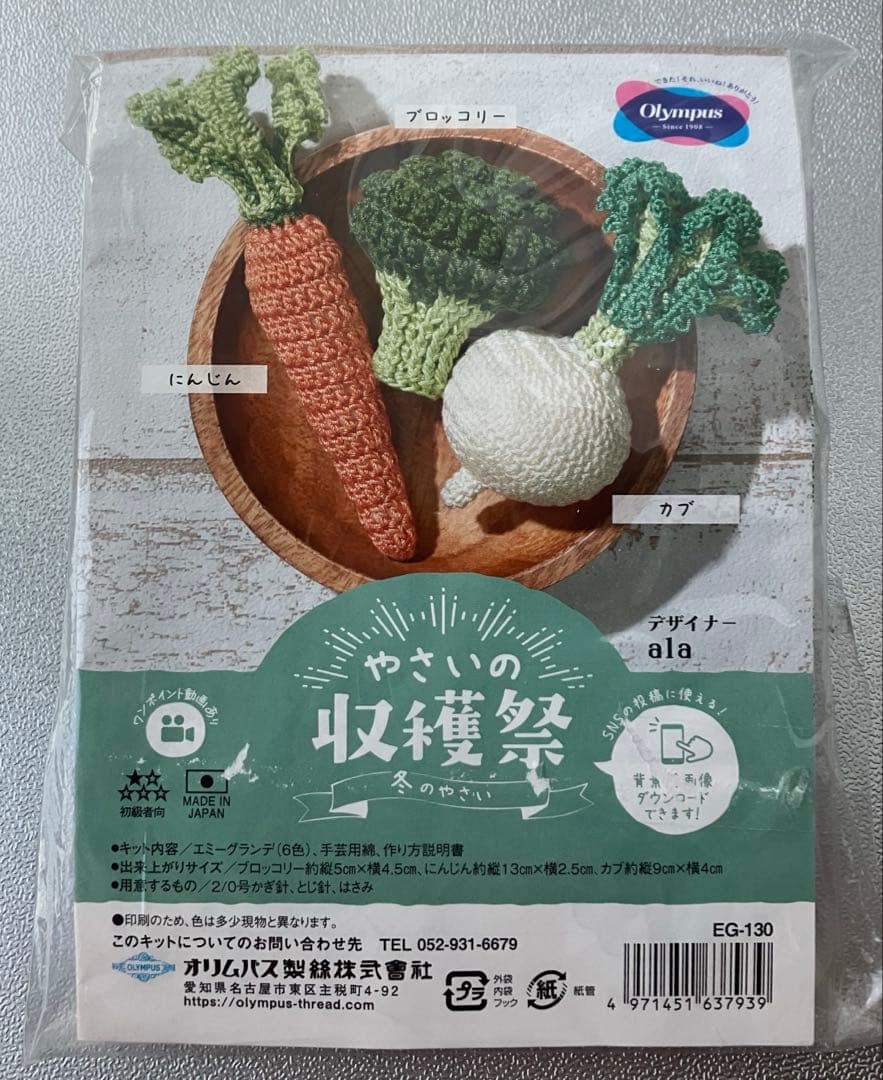 できた!それ、いいね!ありがとう!
Olympus
Since 1908
ブロッコリー
にんじん
カブ
デザイナー
ala
やさいの
収穫祭
冬のやさい
ワンポイント動画あり
初級者向
MADE IN
JAPAN
SNSの投稿に使える!
背景 画像
ダウンロード
できます!
●キット内容/エミーグランデ(6色)、手芸用綿、作り方説明書
●出来上がりサイズ/ブロッコリー約縦5cm×横4.5cm、にんじん約縦13cm×横2.5cm、カブ約縦9cm×横4cm
●用意するもの/2/0号かぎ針、とじ針、はさみ
●印刷のため、色は多少現物と異なります。
EG-130
このキットについてのお問い合わせ先 TEL 052-931-6679
OLYMPUS
オリムパス製絲株式會社
愛知県名古屋市東区主税町4-92
https://olympus-thread.com
プラ
外袋
内袋
フック
紙
紙管
4 971451 637939